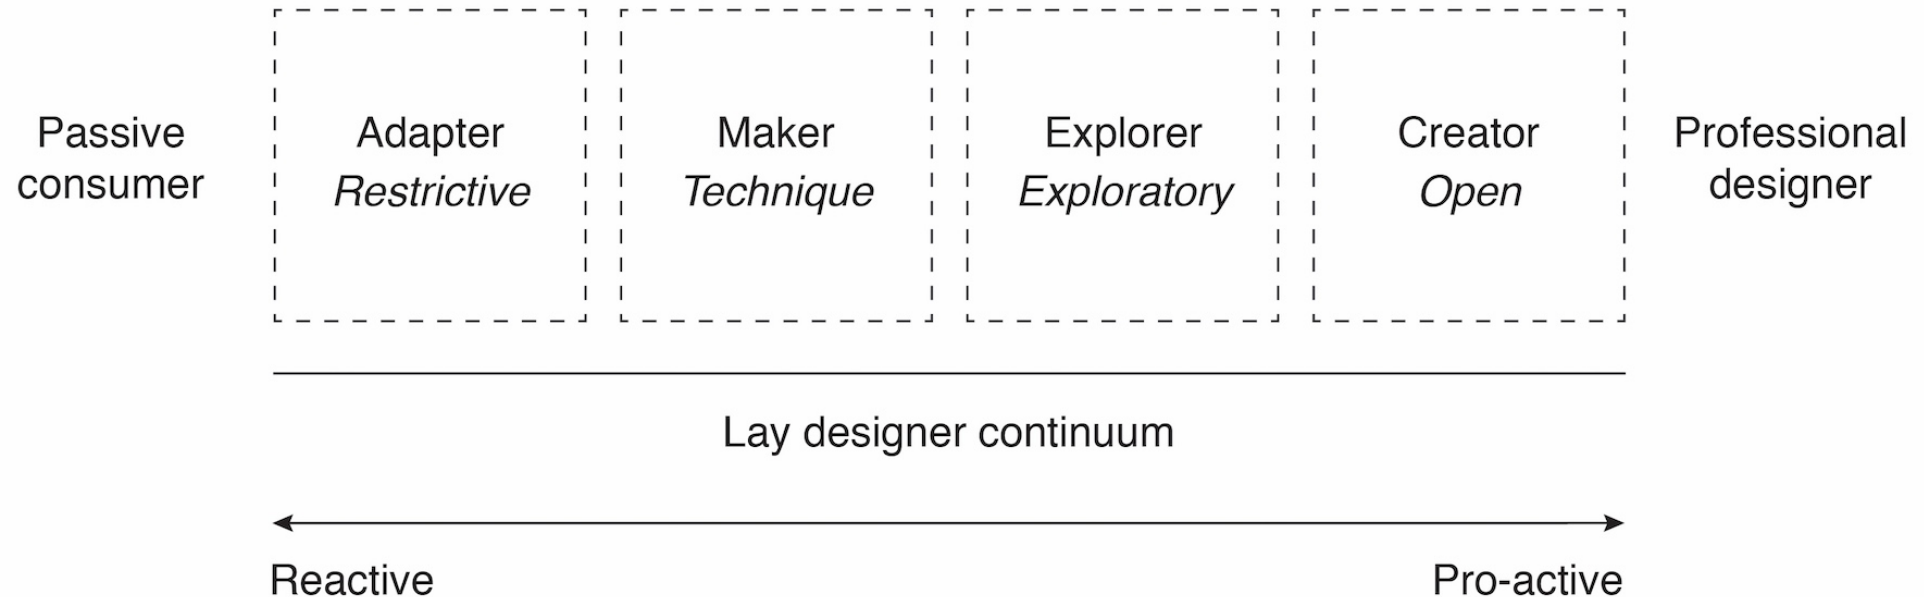 Passive
consumer
Adapter
Restrictive
Maker
Technique
Explorer
Exploratory
Creator
Open
Professional
designer
Lay designer continuum
Reactive
Pro-active